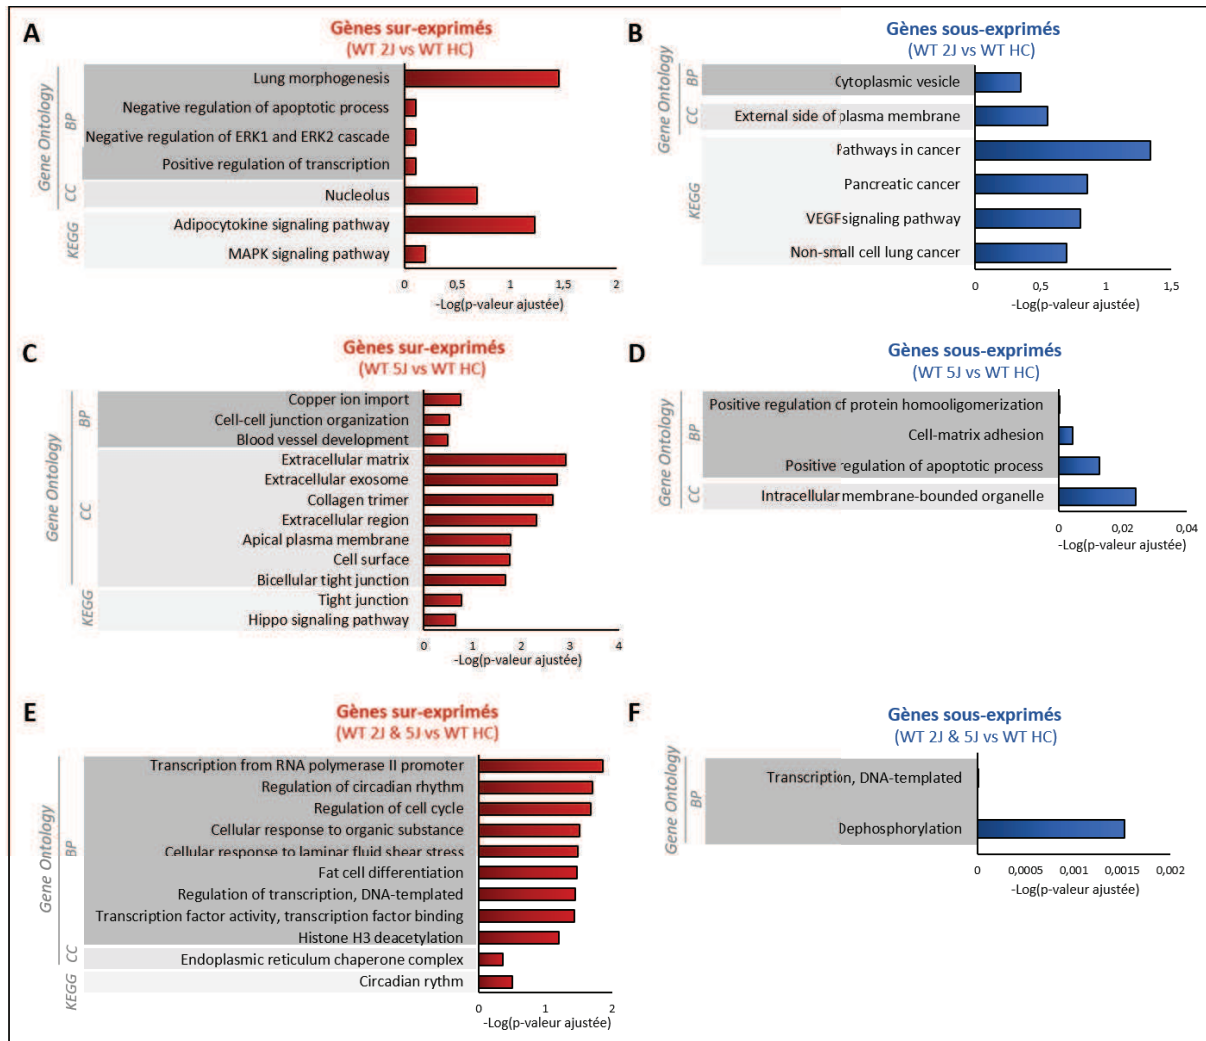 A
Gènes sur-exprimés
(WT 2J vs WT HC)
Gene Ontology
BP
Lung morphogenesis
Negative regulation of apoptotic process
Negative regulation of ERK1 and ERK2 cascade
Positive regulation of transcription
CC
Nucleolus
KEGG
Adipocytokine signaling pathway
MAPK signaling pathway
0 0,5 1 1,5 2
-Log(p-valeur ajustée)
B
Gènes sous-exprimés
(WT 2J vs WT HC)
Gene Ontology
BP
Cytoplasmic vesicle
CC
External side of plasma membrane
KEGG
Pathways in cancer
Pancreatic cancer
VEGF signaling pathway
Non-small cell lung cancer
0 0,5 1 1,5
-Log(p-valeur ajustée)
C
Gènes sur-exprimés
(WT 5J vs WT HC)
Gene Ontology
BP
Copper ion import
Cell-cell junction organization
Blood vessel development
CC
Extracellular matrix
Extracellular exosome
Collagen trimer
Extracellular region
Apical plasma membrane
Cell surface
Bicellular tight junction
KEGG
Tight junction
Hippo signaling pathway
0 1 2 3 4
-Log(p-valeur ajustée)
D
Gènes sous-exprimés
(WT 5J vs WT HC)
Gene Ontology
BP
Positive regulation of protein homooligomerization
Cell-matrix adhesion
Positive regulation of apoptotic process
CC
Intracellular membrane-bounded organelle
0 0,02 0,04
-Log(p-valeur ajustée)
E
Gènes sur-exprimés
(WT 2J & 5J vs WT HC)
Gene Ontology
BP
Transcription from RNA polymerase II promoter
Regulation of circadian rhythm
Regulation of cell cycle
Cellular response to organic substance
Cellular response to laminar fluid shear stress
Fat cell differentiation
Regulation of transcription, DNA-templated
Transcription factor activity, transcription factor binding
Histone H3 deacetylation
CC
Endoplasmic reticulum chaperone complex
KEGG
Circadian rythm
0 1 2
-Log(p-valeur ajustée)
F
Gènes sous-exprimés
(WT 2J & 5J vs WT HC)
Gene Ontology
BP
Transcription, DNA-templated
Dephosphorylation
0 0,0005 0,001 0,0015 0,002
-Log(p-valeur ajustée)